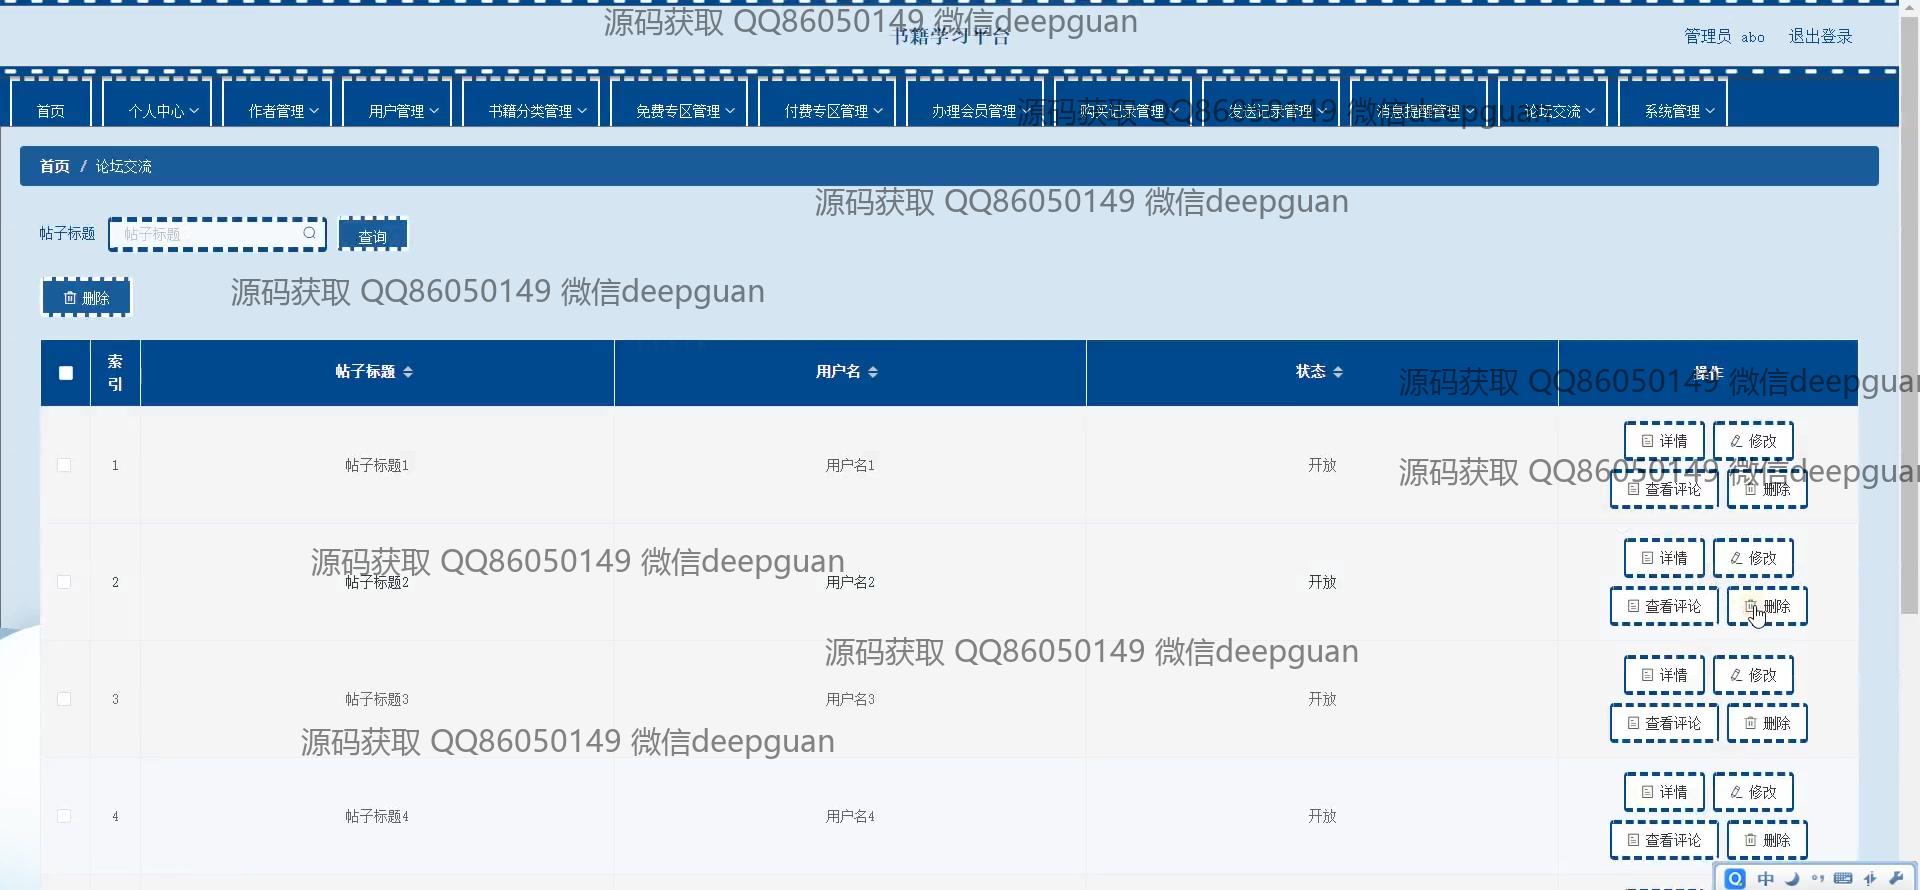 源码获取 QQ86050149 微信deepguan
书籍学习平台
管理员 abo 退出登录
首页 个人中心 作者管理 用户管理 书籍分类管理 免费专区管理 付费专区管理 办理会员管理 购买记录管理 发送记录管理 消息提醒管理 论坛交流 系统管理
源码获取 QQ86050149 微信deepguan
首页 / 论坛交流
源码获取 QQ86050149 微信deepguan
帖子标题 帖子标题 查询
删除
源码获取 QQ86050149 微信deepguan
索引 帖子标题 用户名 状态 操作
源码获取 QQ86050149 微信deepguan
1 帖子标题1 用户名1 开放
详情 修改
查看评论 删除
源码获取 QQ86050149 微信deepguan
2 帖子标题2 用户名2 开放
详情 修改
查看评论 删除
源码获取 QQ86050149 微信deepguan
源码获取 QQ86050149 微信deepguan
3 帖子标题3 用户名3 开放
详情 修改
查看评论 删除
源码获取 QQ86050149 微信deepguan
4 帖子标题4 用户名4 开放
详情 修改
查看评论 删除
中